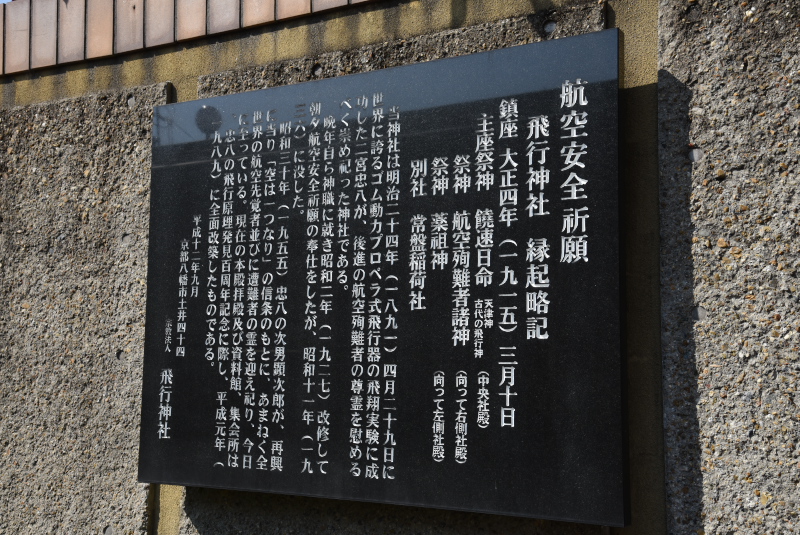 航空安全祈願
飛行神社 縁起略記
鎮座 大正四年（一九一五）三月十日
主座祭神 饒速日命 天津神 古代の飛行神（中央社殿）
祭神 航空殉難者諸神（向って右側社殿）
祭神 薬祖神（向って左側社殿）
別社 常盤稲荷社
当神社は明治二十四年（一八九一）四月二十九日に
世界に誇るゴム動力プロペラ式飛行器の飛翔実験に成
功した二宮忠八が、後進の航空殉難者の尊霊を慰める
べく崇め祀った神社である。
晩年自ら神職に就き昭和二年（一九二七）改修して
朝夕航空安全祈願の奉仕をしたが、昭和十一年（一九
三六）に没した。
昭和三十年（一九五五）忠八の次男顕次郎が、再興
に当り「空は一つなり」の信条のもとに、あまねく全
世界の航空先覚者並びに遭難者の霊を迎え祀り、今日
に至っている。現在の本殿拝殿及び資料館、集会所は
忠八の飛行原理発見百周年記念に際し、平成元年（一
九八九）に全面改築したものである。
平成十二年九月
京都八幡市土井四十四
宗教法人 飛行神社